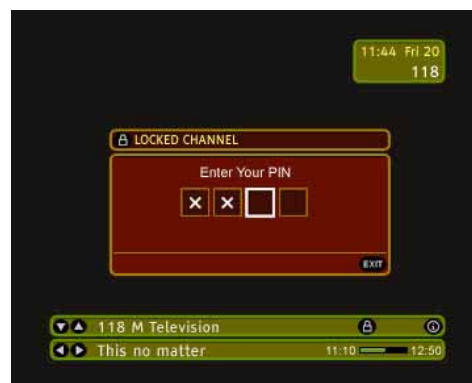 11:44 Fri 20
118
LOCKED CHANNEL
Enter Your PIN
EXIT
118 M Television
This no matter 11:10 12:50